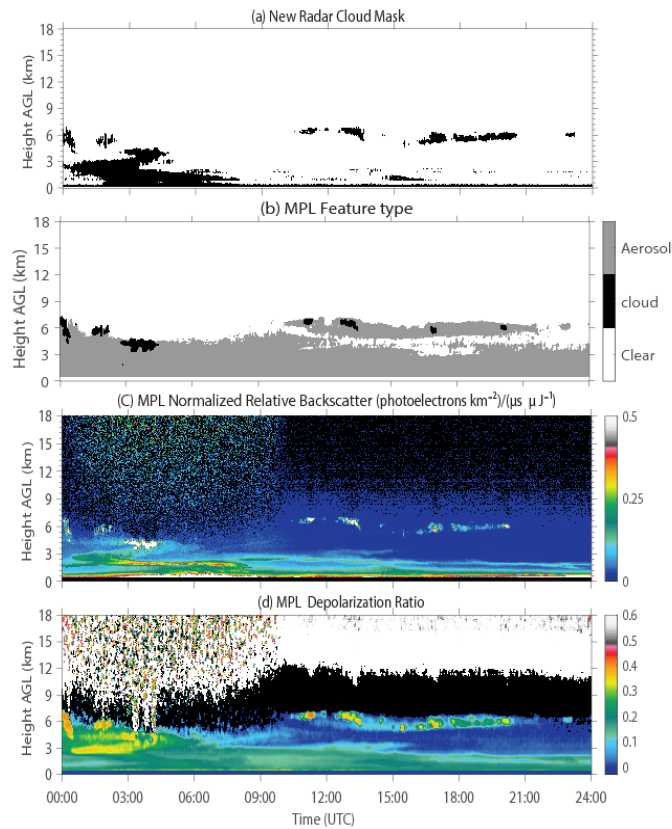 (a) New Radar Cloud Mask
18
15
12
9
6
3
0
Height AGL (km)
(b) MPL Feature type
18
15
12
9
6
3
0
Height AGL (km)
Aerosol
cloud
Clear
(C) MPL Normalized Relative Backscatter (photoelectrons km⁻²)/(μs μ J⁻¹)
18
15
12
9
6
3
0
Height AGL (km)
0.5
0.25
0
(d) MPL Depolarization Ratio
18
15
12
9
6
3
0
Height AGL (km)
0.6
0.5
0.4
0.3
0.2
0.1
0
00:00 03:00 06:00 09:00 12:00 15:00 18:00 21:00 24:00
Time (UTC)